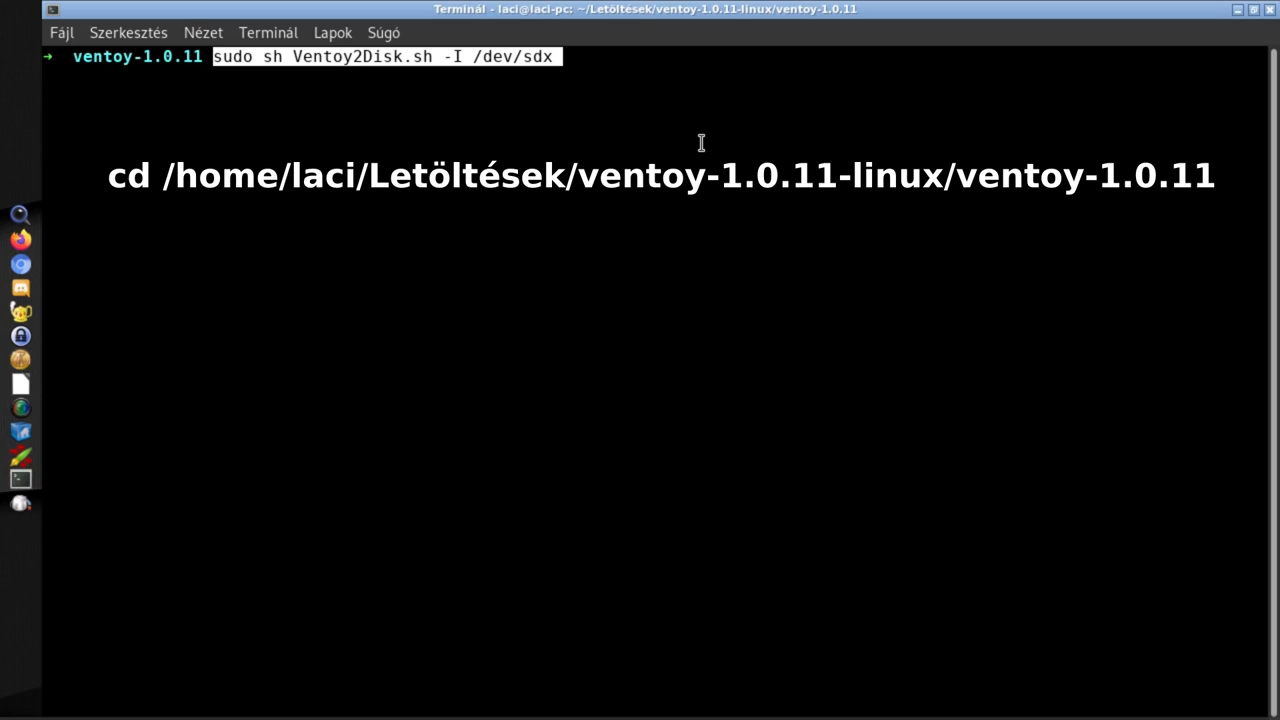 Terminál - laci@laci-pc: ~/Letöltések/ventoy-1.0.11-linux/ventoy-1.0.11
Fájl Szerkesztés Nézet Terminál Lapok Súgó
➜ ventoy-1.0.11 sudo sh Ventoy2Disk.sh -I /dev/sdx
cd /home/laci/Letöltések/ventoy-1.0.11-linux/ventoy-1.0.11